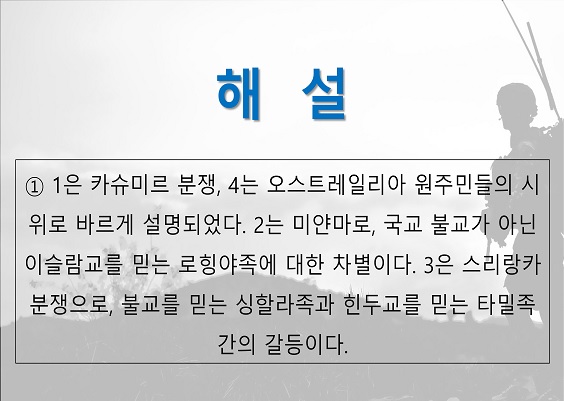 해 설
① 1은 카슈미르 분쟁, 4는 오스트레일리아 원주민들의 시
위로 바르게 설명되었다. 2는 미얀마로, 국교 불교가 아닌
이슬람교를 믿는 로힝야족에 대한 차별이다. 3은 스리랑카
분쟁으로, 불교를 믿는 싱할라족과 힌두교를 믿는 타밀족
간의 갈등이다.